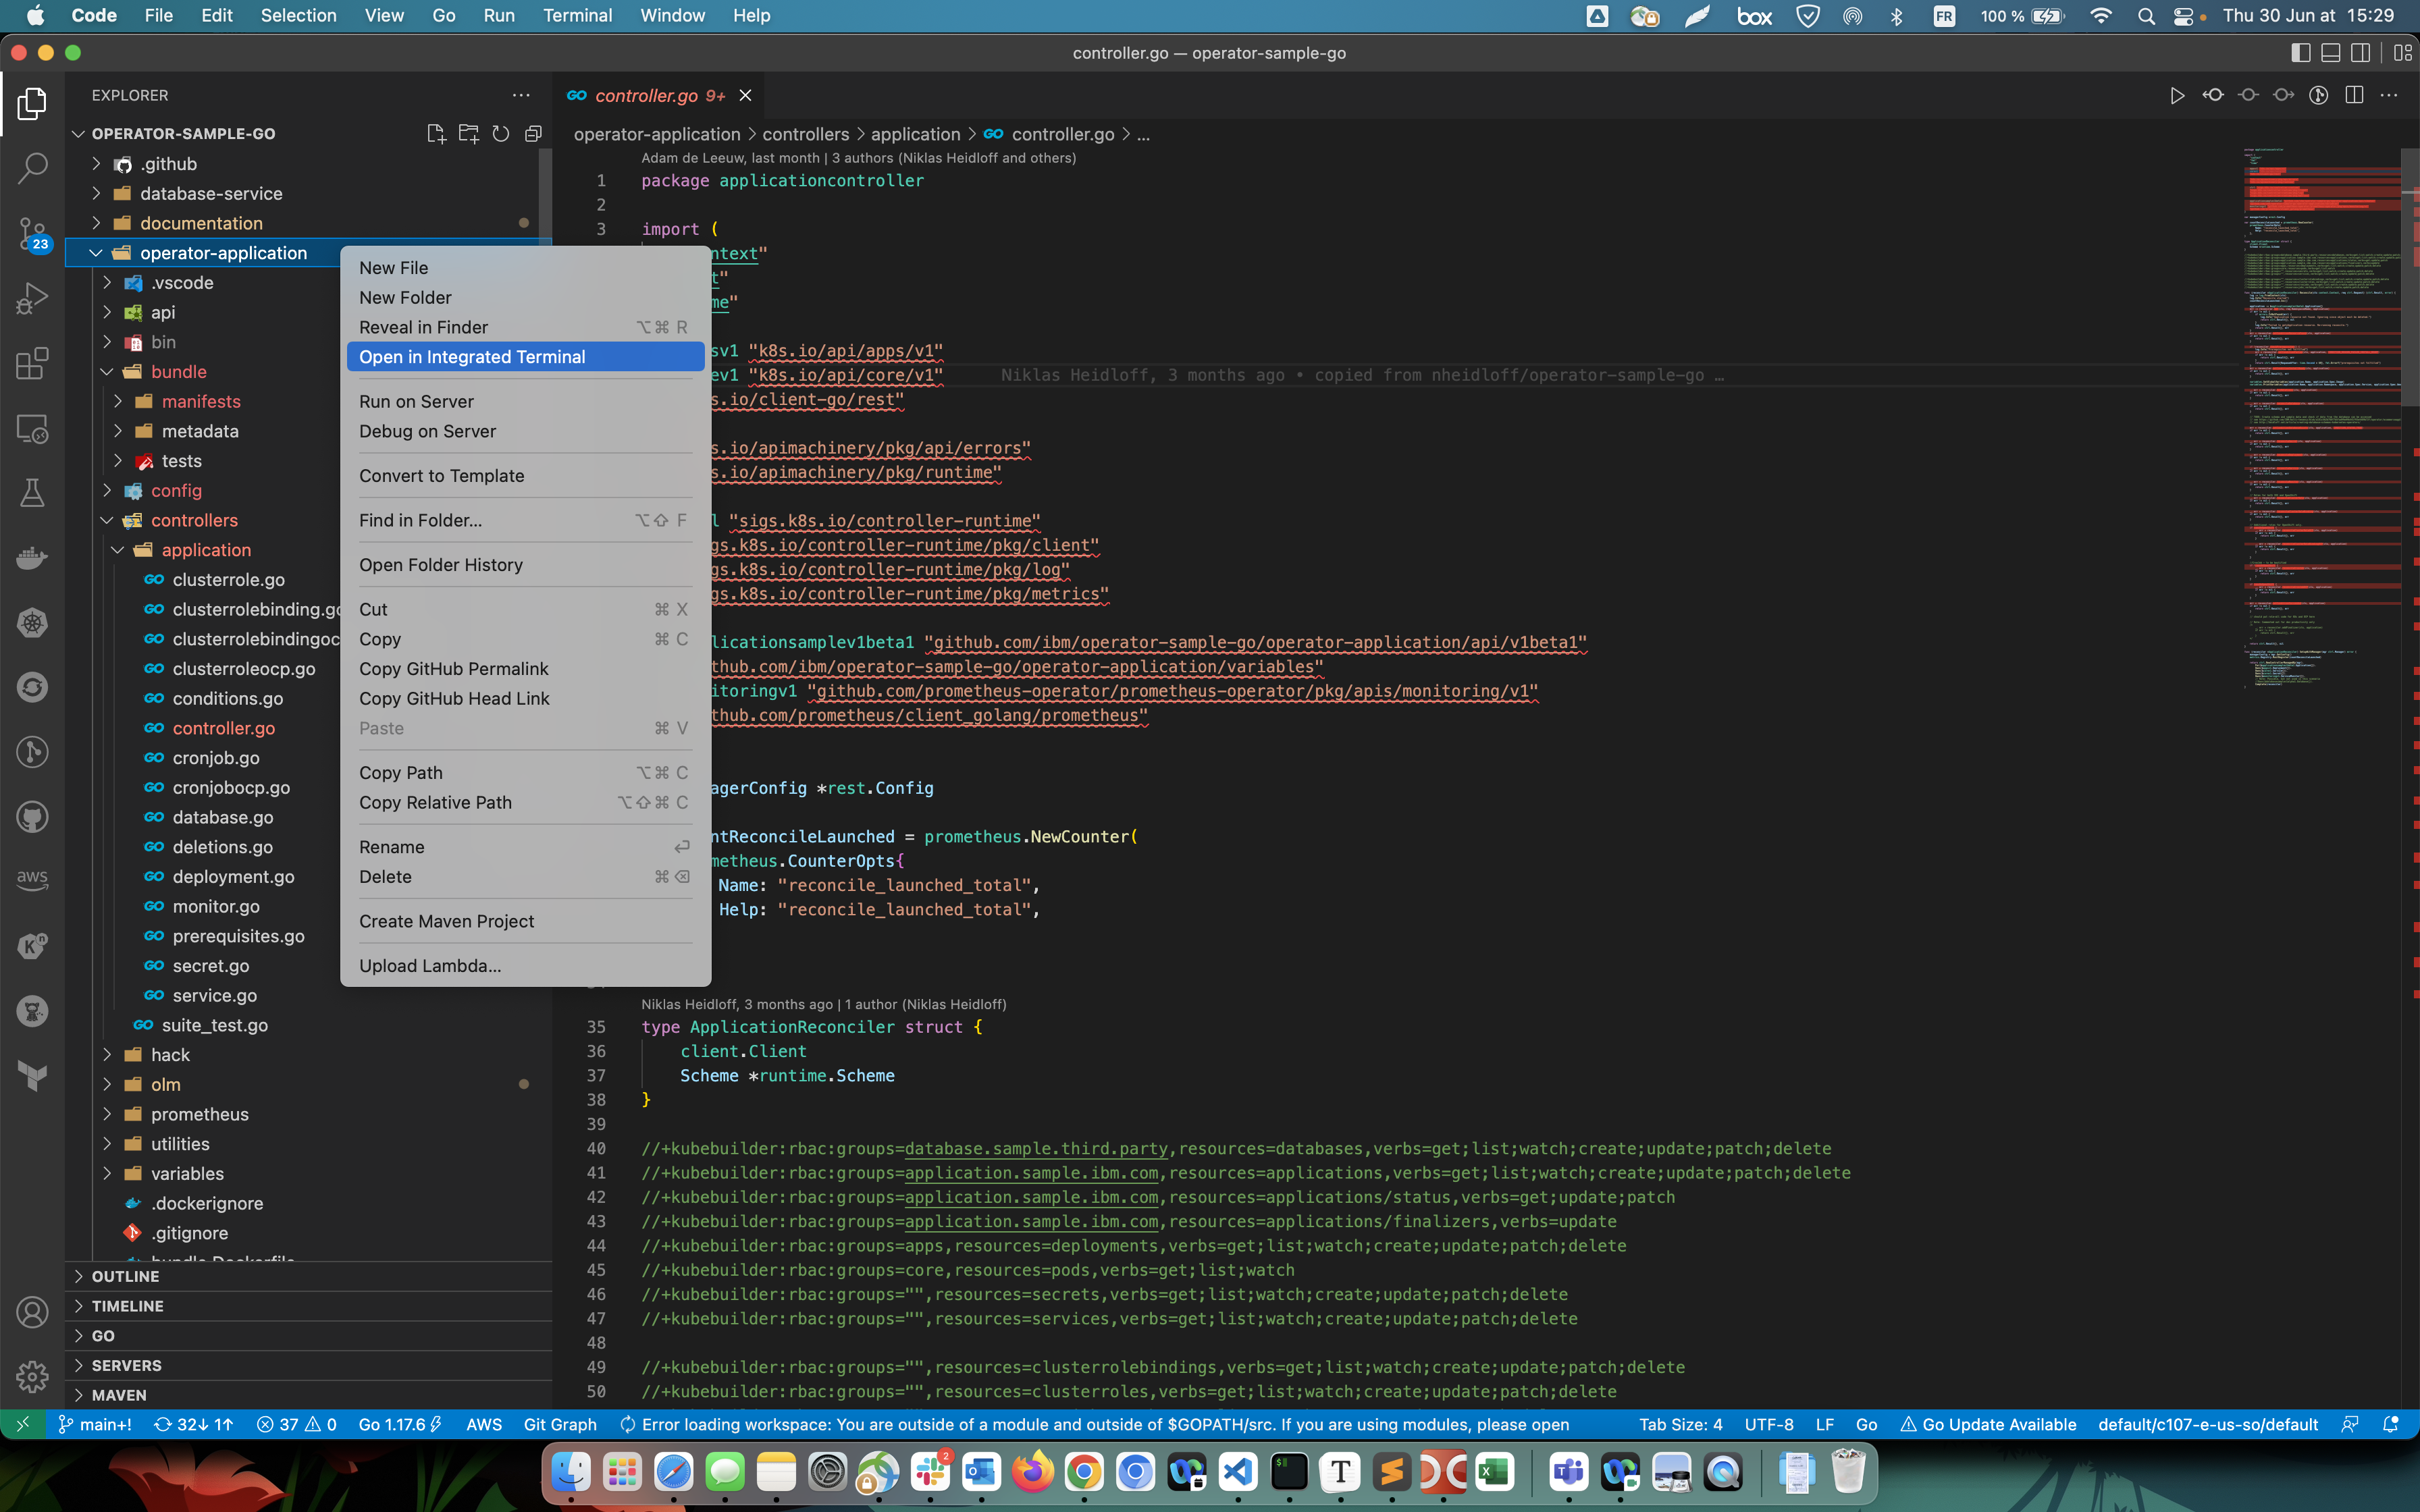 Code File Edit Selection View Go Run Terminal Window Help
box
FR
100 %
Thu 30 Jun at 15:29
controller.go — operator-sample-go
EXPLORER
OPERATOR-SAMPLE-GO
.github
database-service
documentation
operator-application
.vscode
api
bin
bundle
manifests
metadata
tests
config
controllers
application
clusterrole.go
clusterrolebinding.go
clusterrolebindingoc
clusterroleocp.go
conditions.go
controller.go
cronjob.go
cronjobocp.go
database.go
deletions.go
deployment.go
monitor.go
prerequisites.go
secret.go
service.go
suite_test.go
hack
olm
prometheus
utilities
variables
.dockerignore
.gitignore
OUTLINE
TIMELINE
GO
SERVERS
MAVEN
23
aws
New File
New Folder
Reveal in Finder ⌥⌘ R
Open in Integrated Terminal
Run on Server
Debug on Server
Convert to Template
Find in Folder... ⌥⇧ F
Open Folder History
Cut ⌘ X
Copy ⌘ C
Copy GitHub Permalink
Copy GitHub Head Link
Paste ⌘ V
Copy Path ⌥⌘ C
Copy Relative Path ⌥⇧⌘ C
Rename ⏎
Delete ⌘⌫
Create Maven Project
Upload Lambda...
GO controller.go 9+
operator-application > controllers > application > GO controller.go > ...
Adam de Leeuw, last month | 3 authors (Niklas Heidloff and others)
1 package applicationcontroller
2
3 import (
ntext"
t"
me"
sv1 "k8s.io/api/apps/v1"
ev1 "k8s.io/api/core/v1" Niklas Heidloff, 3 months ago • copied from nheidloff/operator-sample-go …
s.io/client-go/rest"
s.io/apimachinery/pkg/api/errors"
s.io/apimachinery/pkg/runtime"
l "sigs.k8s.io/controller-runtime"
gs.k8s.io/controller-runtime/pkg/client"
gs.k8s.io/controller-runtime/pkg/log"
gs.k8s.io/controller-runtime/pkg/metrics"
licationsamplev1beta1 "github.com/ibm/operator-sample-go/operator-application/api/v1beta1"
thub.com/ibm/operator-sample-go/operator-application/variables"
itoringv1 "github.com/prometheus-operator/prometheus-operator/pkg/apis/monitoring/v1"
thub.com/prometheus/client_golang/prometheus"
agerConfig *rest.Config
ntReconcileLaunched = prometheus.NewCounter(
metheus.CounterOpts{
Name: "reconcile_launched_total",
Help: "reconcile_launched_total",
Niklas Heidloff, 3 months ago | 1 author (Niklas Heidloff)
35 type ApplicationReconciler struct {
36 client.Client
37 Scheme *runtime.Scheme
38 }
39
40 //+kubebuilder:rbac:groups=database.sample.third.party,resources=databases,verbs=get;list;watch;create;update;patch;delete
41 //+kubebuilder:rbac:groups=application.sample.ibm.com,resources=applications,verbs=get;list;watch;create;update;patch;delete
42 //+kubebuilder:rbac:groups=application.sample.ibm.com,resources=applications/status,verbs=get;update;patch
43 //+kubebuilder:rbac:groups=application.sample.ibm.com,resources=applications/finalizers,verbs=update
44 //+kubebuilder:rbac:groups=apps,resources=deployments,verbs=get;list;watch;create;update;patch;delete
45 //+kubebuilder:rbac:groups=core,resources=pods,verbs=get;list;watch
46 //+kubebuilder:rbac:groups="",resources=secrets,verbs=get;list;watch;create;update;patch;delete
47 //+kubebuilder:rbac:groups="",resources=services,verbs=get;list;watch;create;update;patch;delete
48
49 //+kubebuilder:rbac:groups="",resources=clusterrolebindings,verbs=get;list;watch;create;update;patch;delete
50 //+kubebuilder:rbac:groups="",resources=clusterroles,verbs=get;list;watch;create;update;patch;delete
main+! 32↓ 1↑ 37 0 Go 1.17.6 AWS Git Graph Error loading workspace: You are outside of a module and outside of $GOPATH/src. If you are using modules, please open Tab Size: 4 UTF-8 LF Go Go Update Available default/c107-e-us-so/default
2